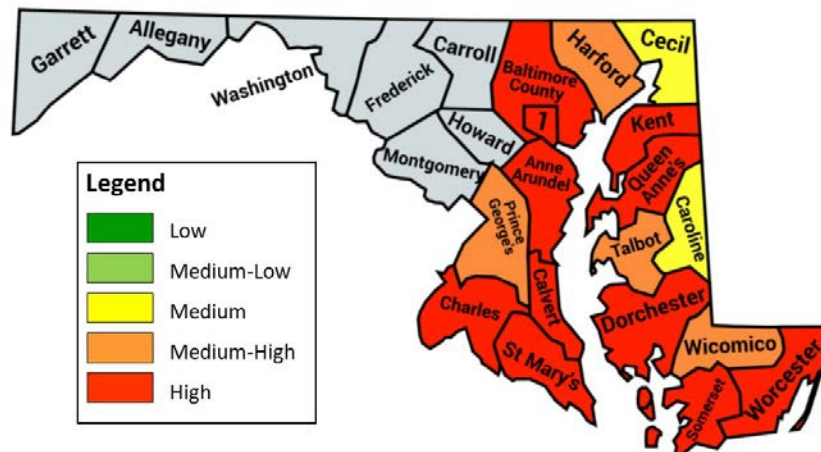 Garrett
Allegany
Washington
Frederick
Carroll
Howard
Montgomery
Baltimore
County
1
Harford
Cecil
Kent
Queen
Anne's
Anne
Arundel
Prince
George's
Caroline
Talbot
Calvert
Charles
St Mary's
Dorchester
Wicomico
Somerset
Worcester
Legend
Low
Medium-Low
Medium
Medium-High
High